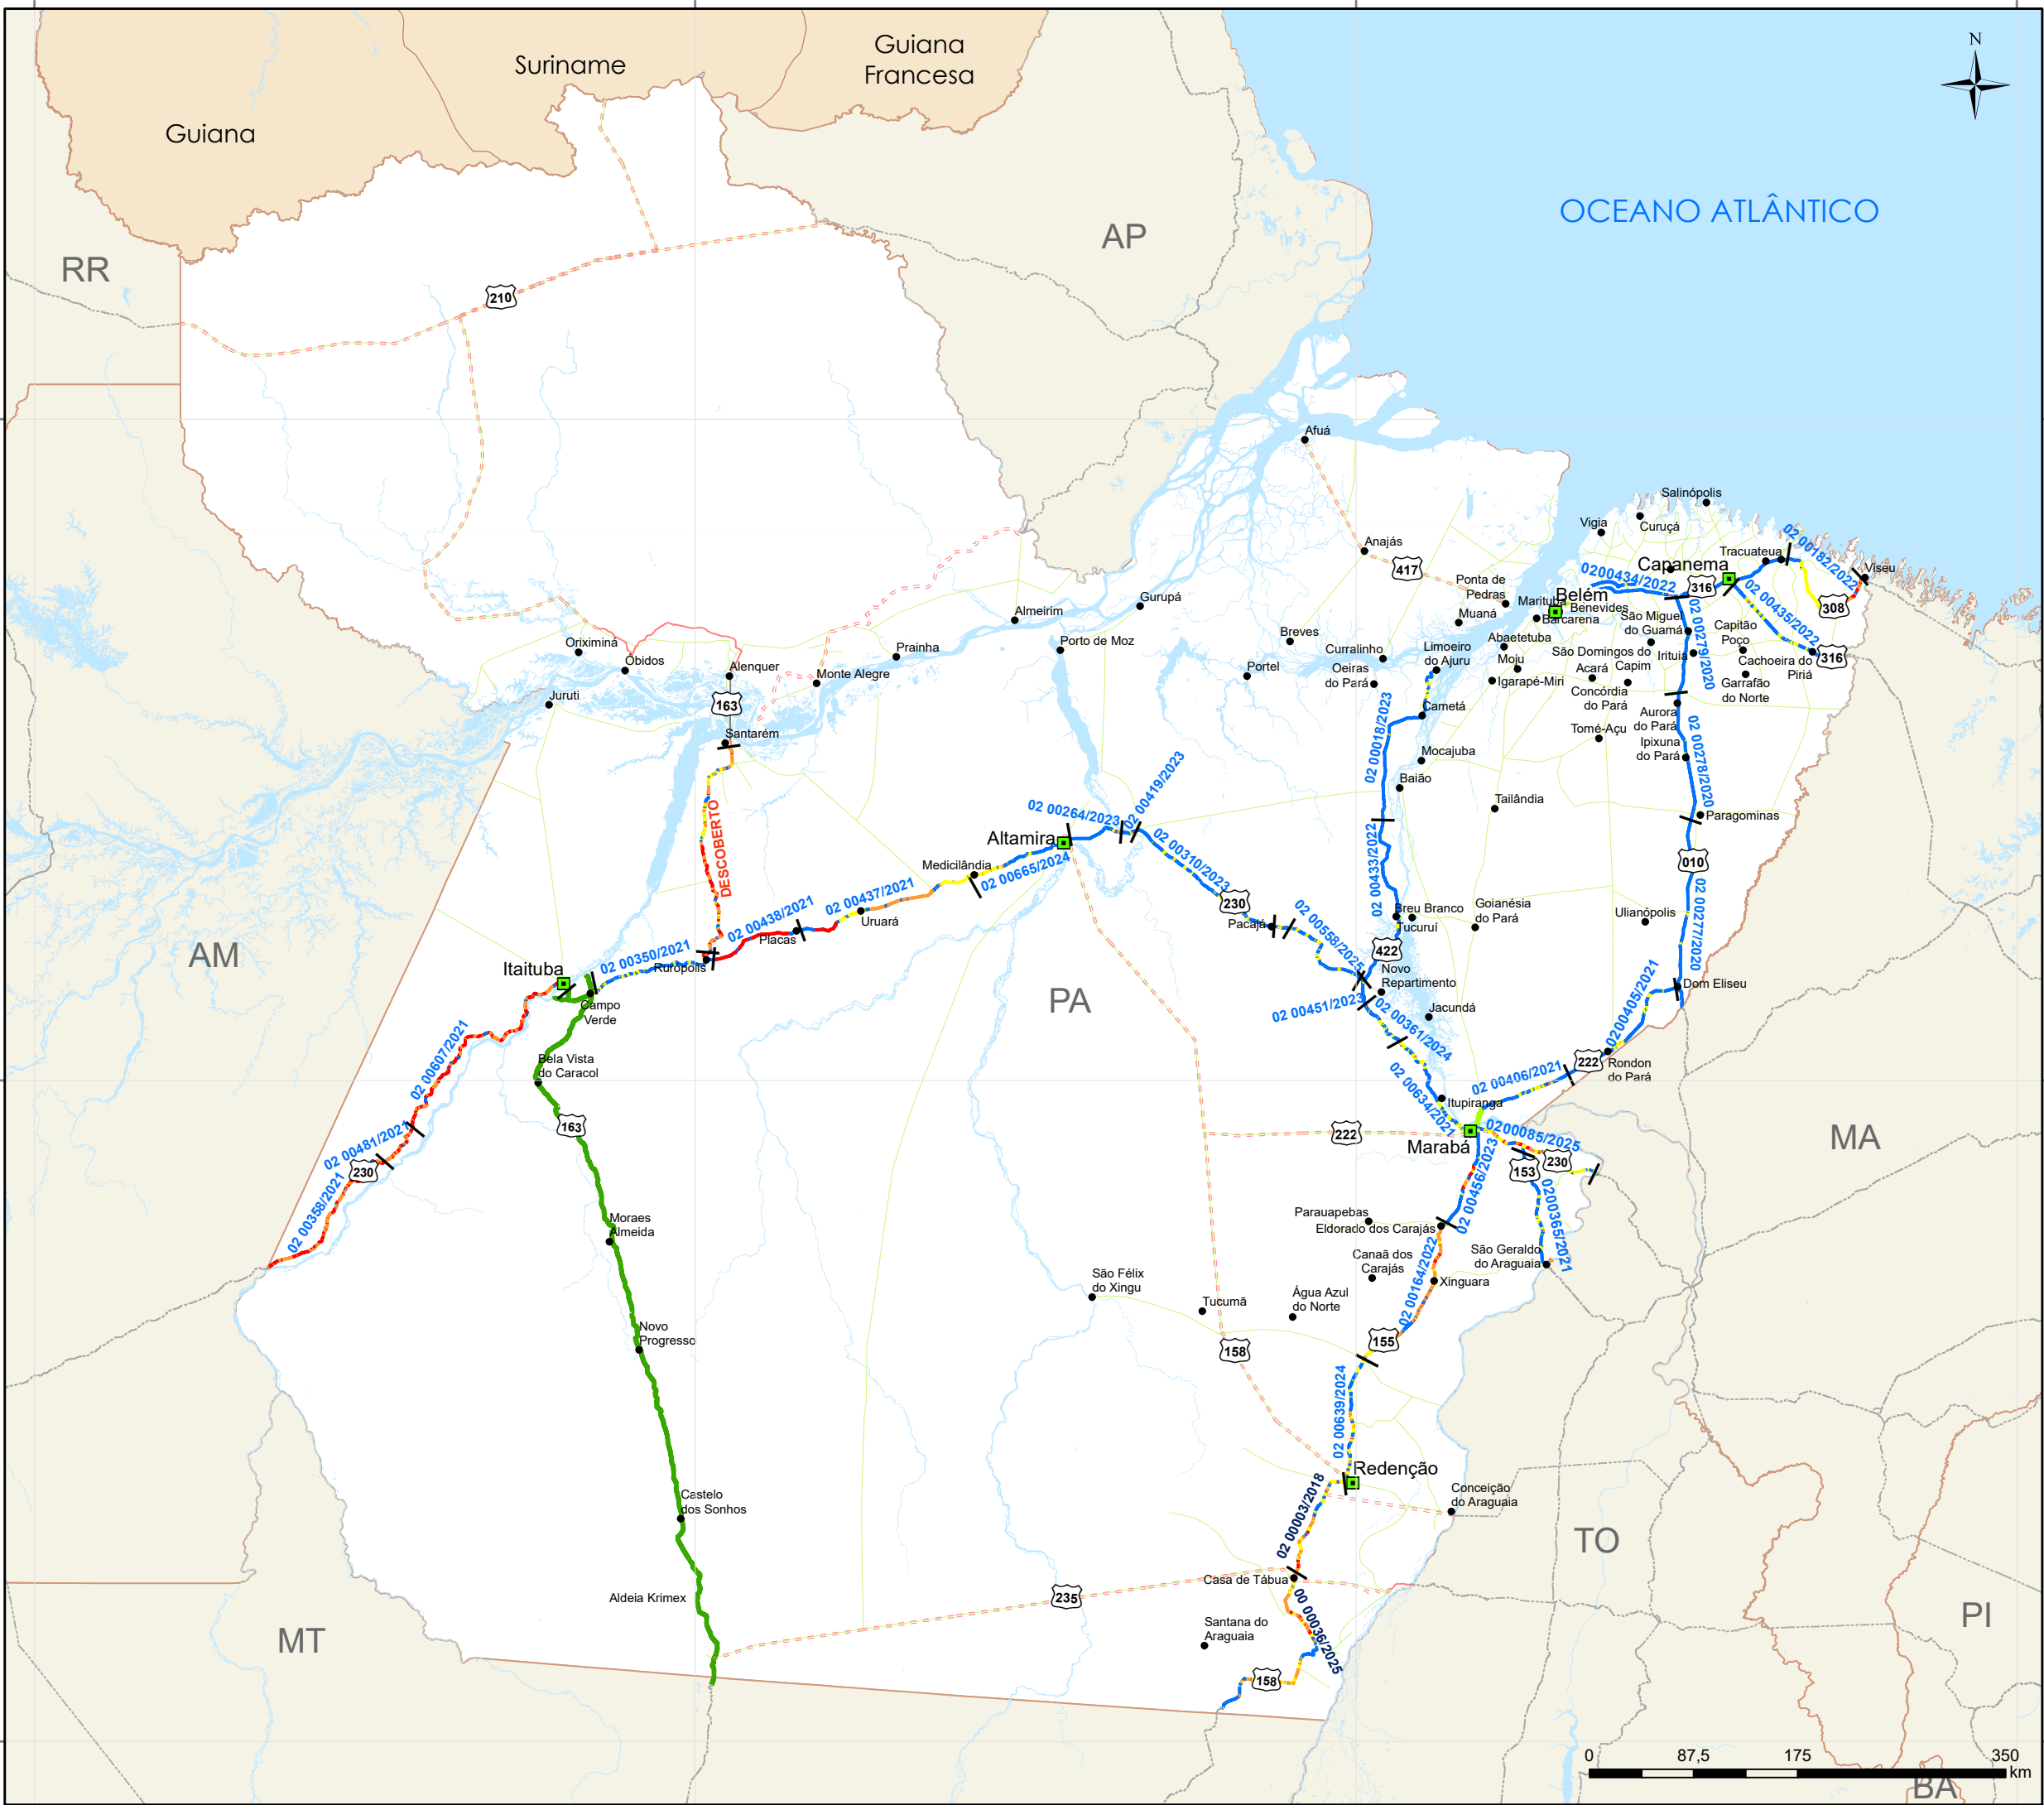 Suriname
Guiana
Francesa
Guiana
N
OCEANO ATLÂNTICO
AP
RR
210
Afuá
Anajás
417
Ponta de
Pedras
Muaná
Salinópolis
Vigia
Curuçá
Capanema
Tracuateua
02 00182/2022
Viseu
308
0200434/2022
316
Belém
Marituba
Benevides
Barcarena
02 00435/2022
316
São Miguel
do Guamá
02 00279/2020
Capitão
Poço
Cachoeira do
Piriá
Garrafão
do Norte
Irituia
São Domingos do
Capim
Acará
Concórdia
do Pará
Abaetetuba
Moju
Igarapé-Miri
Limoeiro
do Ajuru
Curralinho
Oeiras
do Pará
Breves
Portel
Gurupá
Almeirim
Porto de Moz
Prainha
Monte Alegre
Alenquer
Óbidos
Oriximiná
Juruti
163
Santarém
Cametá
Mocajuba
Baião
Tomé-Açu
Tailândia
Aurora
do Pará
Ipixuna
do Pará
02 00278/2020
Paragominas
010
02 00277/2020
Ulianópolis
Dom Eliseu
02 00018/2023
02 00433/2022
Breu Branco
Tucuruí
Goianésia
do Pará
422
Novo
Repartimento
Jacundá
02 00419/2023
02 00264/2023
Altamira
02 00310/2023
230
Pacajá
02 00558/2025
02 00451/2023
02 00361/2024
02 00634/2021
Medicilândia
02 00665/2024
02 00437/2021
Uruará
02 00438/2021
Placas
DESCOBERTO
Rurópolis
02 00350/2021
Itaituba
Campo
Verde
AM
PA
MA
02 00607/2021
02 00481/2021
230
02 00358/2021
Bela Vista
do Caracol
163
Moraes
Almeida
Novo
Progresso
Castelo
dos Sonhos
Aldeia Krimex
0200405/2021
Rondon
do Pará
222
02 00406/2021
Itupiranga
222
Marabá
0200085/2025
230
153
0200365/2021
02 00456/2023
Parauapebas
Eldorado dos Carajás
São Geraldo
do Araguaia
Canaã dos
Carajás
Xinguara
02 00164/2022
Água Azul
do Norte
Tucumã
São Félix
do Xingu
158
155
02 00639/2024
Redenção
Conceição
do Araguaia
02 00003/2018
Casa de Tábua
235
00 00036/2025
Santana do
Araguaia
158
MT
TO
PI
BA
0 87,5 175 350
km